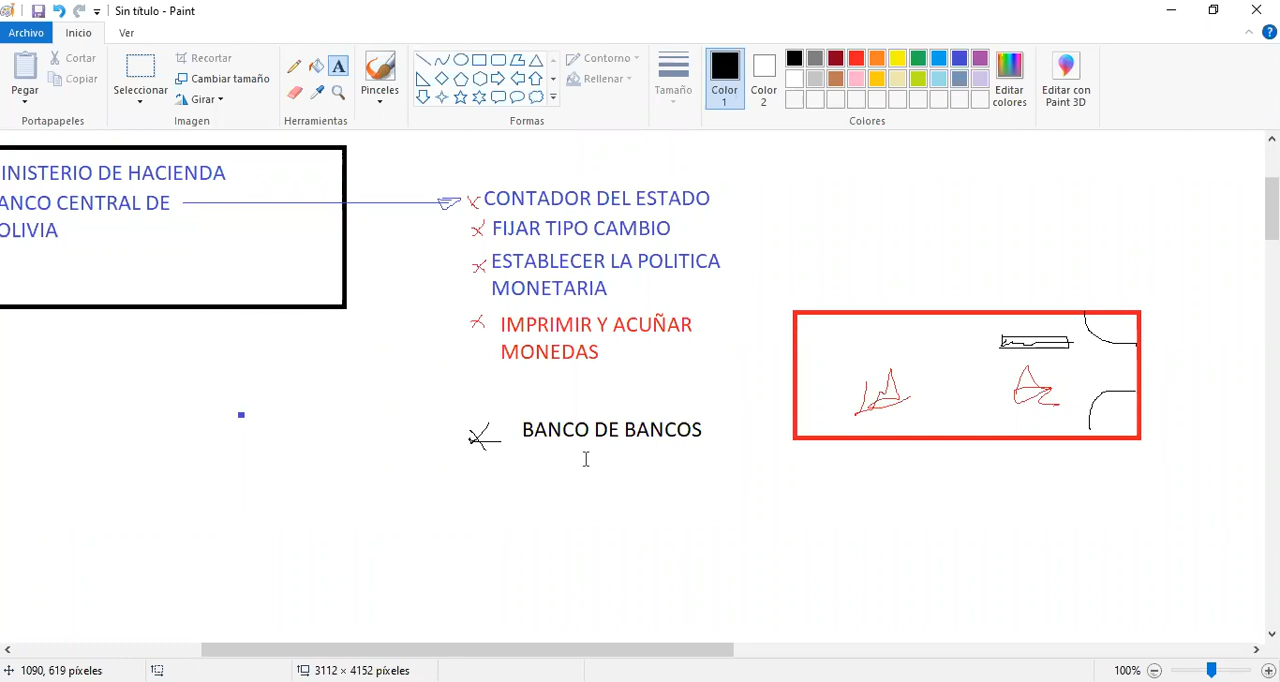 Sin título - Paint
Archivo
Inicio
Ver
Pegar
Cortar
Copiar
Portapapeles
Seleccionar
Recortar
Cambiar tamaño
Girar
Imagen
A
Herramientas
Pinceles
Contorno
Rellenar
Formas
Tamaño
Color
1
Color
2
Editar
colores
Colores
Editar con
Paint 3D
INISTERIO DE HACIENDA
ANCO CENTRAL DE
OLIVIA
CONTADOR DEL ESTADO
FIJAR TIPO CAMBIO
ESTABLECER LA POLITICA
MONETARIA
IMPRIMIR Y ACUÑAR
MONEDAS
BANCO DE BANCOS
1090, 619 píxeles
3112 × 4152 píxeles
100%